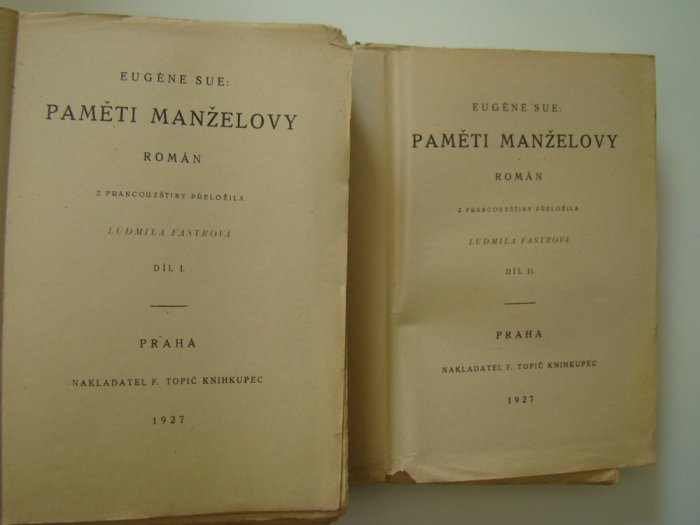 EUGÈNE SUE:
PAMĚTI MANŽELOVY
ROMÁN
Z FRANCOUZŠTINY PŘELOŽILA
LUDMILA FASTROVÁ
DÍL I.
PRAHA
NAKLADATEL F. TOPIČ KNIHKUPEC
1927
EUGÈNE SUE:
PAMĚTI MANŽELOVY
ROMÁN
Z FRANCOUZŠTINY PŘELOŽILA
LUDMILA FASTROVÁ
DÍL II.
PRAHA
NAKLADATEL F. TOPIČ KNIHKUPEC
1927